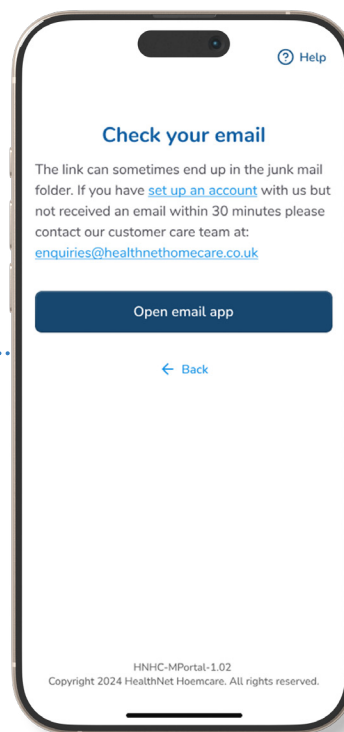 Help
Check your email
The link can sometimes end up in the junk mail
folder. If you have set up an account with us but
not received an email within 30 minutes please
contact our customer care team at:
enquiries@healthnethomecare.co.uk
Open email app
← Back
HNHC-MPortal-1.02
Copyright 2024 HealthNet Hoemcare. All rights reserved.